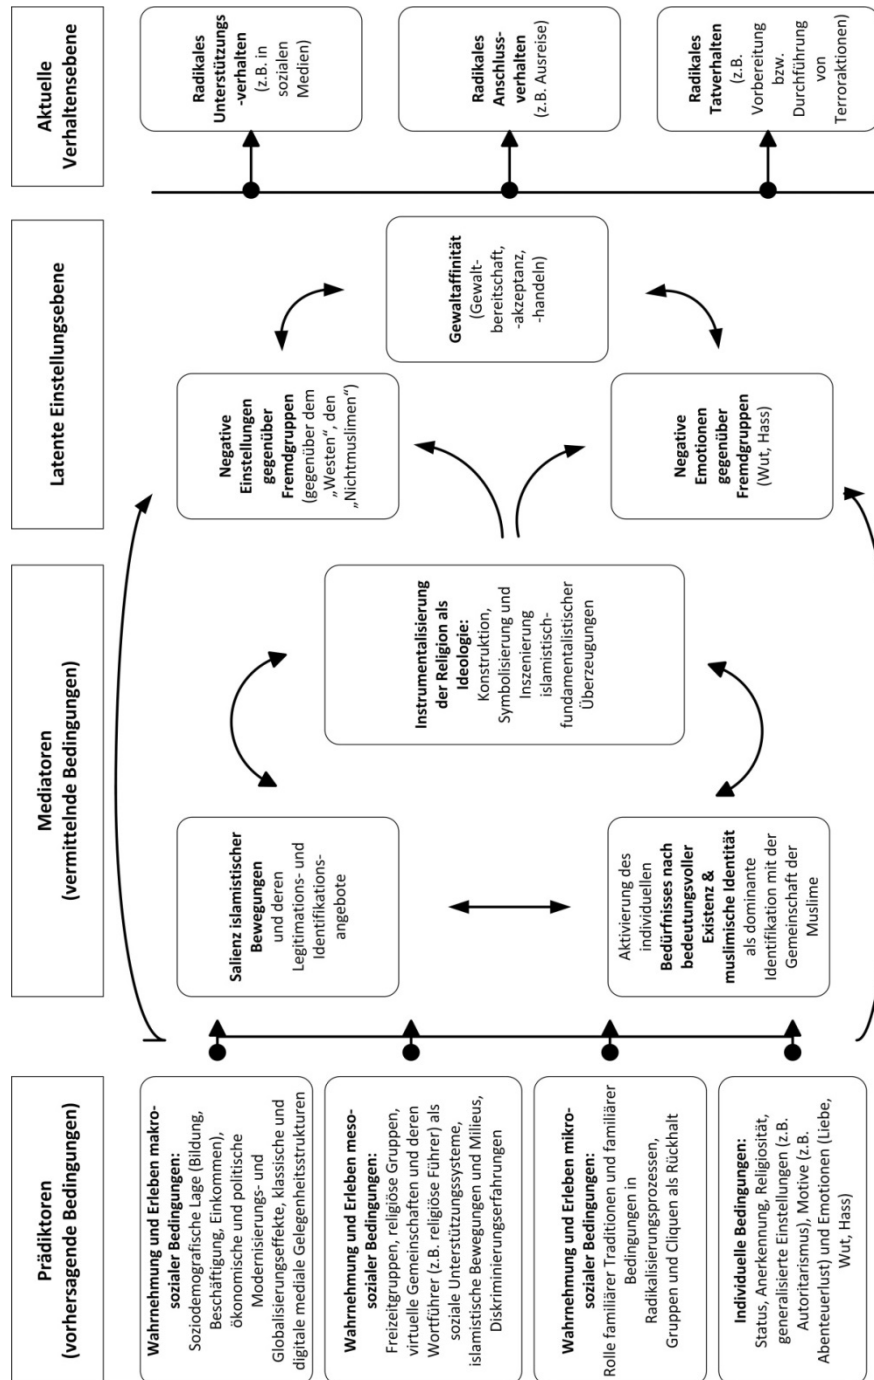 Prädiktoren
(vorhersagende Bedingungen)
Wahrnehmung und Erleben makro-
sozialer Bedingungen:
Soziodemografische Lage (Bildung,
Beschäftigung, Einkommen),
ökonomische und politische
Modernisierungs- und
Globalisierungseffekte, klassische und
digitale mediale Gelegenheitsstrukturen
Wahrnehmung und Erleben meso-
sozialer Bedingungen:
Freizeitgruppen, religiöse Gruppen,
virtuelle Gemeinschaften und deren
Wortführer (z.B. religiöse Führer) als
soziale Unterstützungssysteme,
islamistische Bewegungen und Milieus,
Diskriminierungserfahrungen
Wahrnehmung und Erleben mikro-
sozialer Bedingungen:
Rolle familiärer Traditionen und familiärer
Bedingungen in
Radikalisierungsprozessen,
Gruppen und Cliquen als Rückhalt
Individuelle Bedingungen:
Status, Anerkennung, Religiosität,
generalisierte Einstellungen (z.B.
Autoritarismus), Motive (z.B.
Abenteuerlust) und Emotionen (Liebe,
Wut, Hass)
Mediatoren
(vermittelnde Bedingungen)
Salienz islamistischer
Bewegungen
und deren
Legitimations- und
Identifikations-
angebote
Aktivierung des
individuellen
Bedürfnisses nach
bedeutungsvoller
Existenz &
muslimische Identität
als dominante
Identifikation mit der
Gemeinschaft der
Muslime
Instrumentalisierung
der Religion als
Ideologie:
Konstruktion,
Symbolisierung und
Inszenierung
islamistisch-
fundamentalistischer
Überzeugungen
Latente Einstellungsebene
Negative
Einstellungen
gegenüber
Fremdgruppen
(gegenüber dem
„Westen“, den
„Nichtmuslimen“)
Negative
Emotionen
gegenüber
Fremdgruppen
(Wut, Hass)
Gewaltaffinität
(Gewalt-
bereitschaft,
-akzeptanz,
-handeln)
Aktuelle
Verhaltensebene
Radikales
Unterstützungs
-verhalten
(z.B. in
sozialen
Medien)
Radikales
Anschluss-
verhalten
(z.B. Ausreise)
Radikales
Tatverhalten
(z.B.
Vorbereitung
bzw.
Durchführung
von
Terroraktionen)